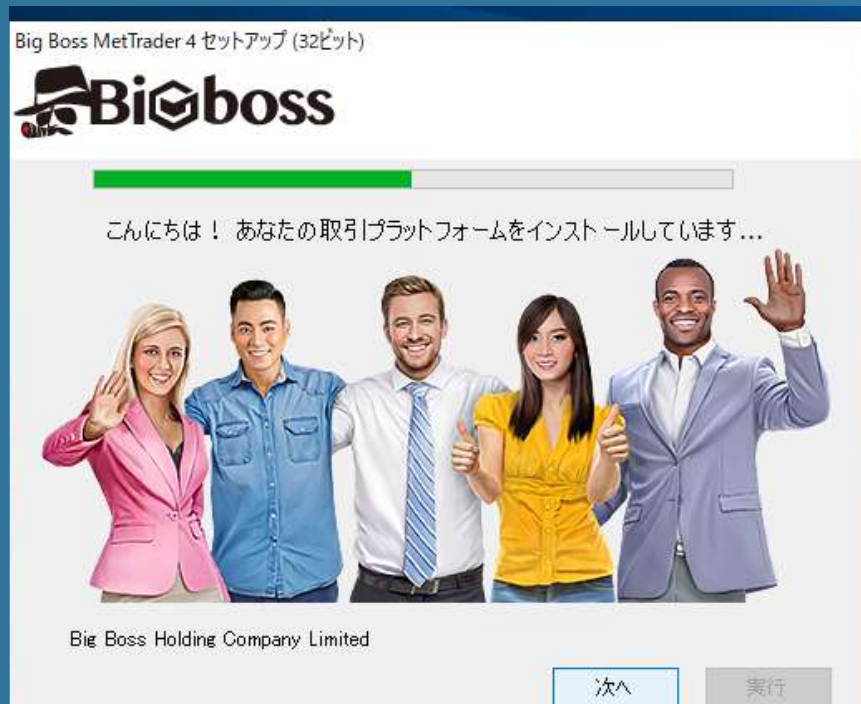 Big Boss MetTrader 4 セットアップ (32ビット)
Bigboss
こんにちは！ あなたの取引プラットフォームをインストールしています...
Big Boss Holding Company Limited
次へ
実行